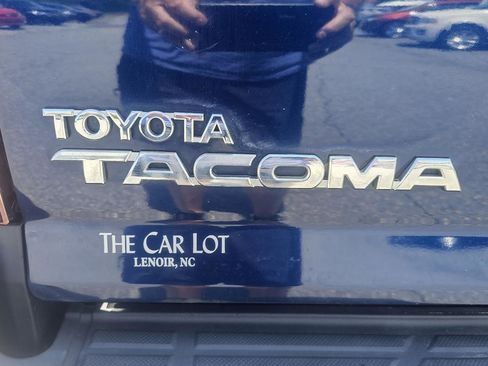 TOYOTA
TACOMA
THE CAR LOT
LENOIR, NC